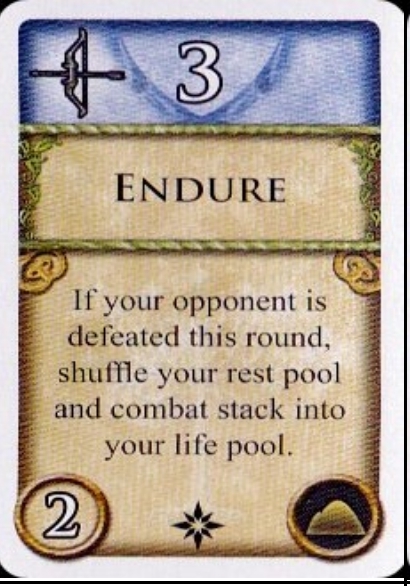 3
ENDURE
If your opponent is
defeated this round,
shuffle your rest pool
and combat stack into
your life pool.
2